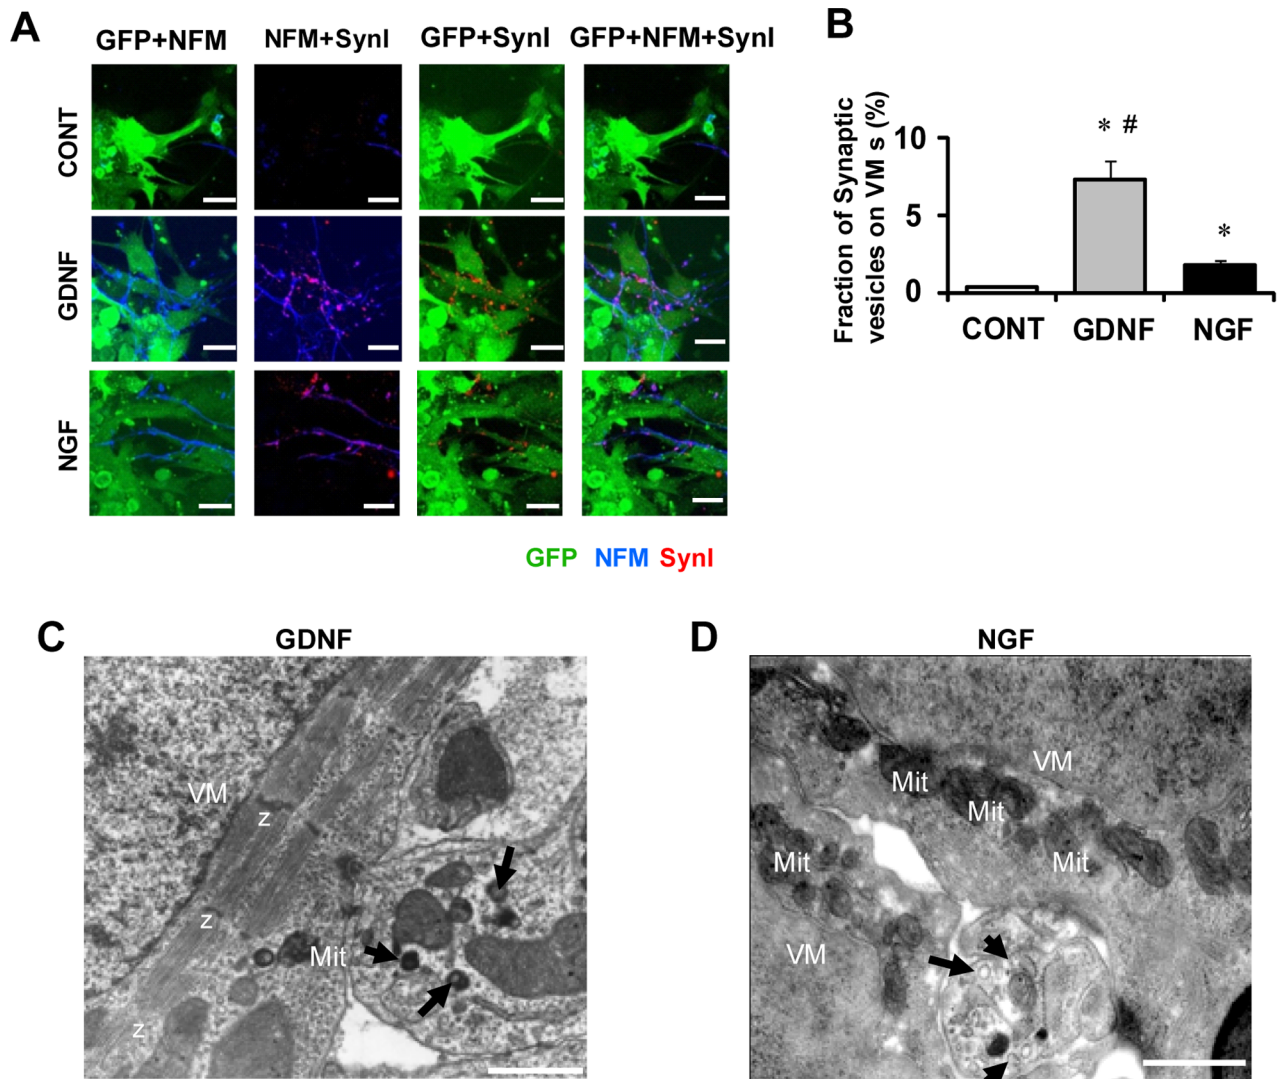 A
GFP+NFM NFM+SynI GFP+SynI GFP+NFM+SynI
CONT
GDNF
NGF
GFP NFM SynI
B
Fraction of Synaptic
vesicles on VM s (%)
10
5
0
* #
*
CONT GDNF NGF
C
GDNF
VM
z
z
Mit
z
D
NGF
VM
Mit
Mit
Mit
Mit
VM